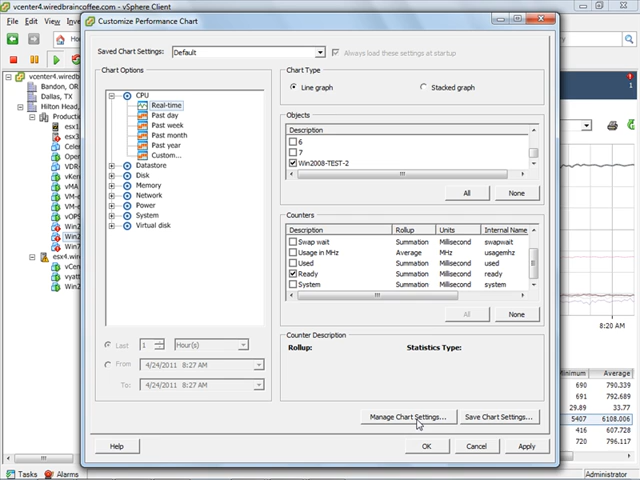 vcenter4.wiredbraincoffee.com - vSphere Client
Customize Performance Chart
File
Saved Chart Settings:
Default
Always load these settings at startup
Chart Options
CPU
Real-time
Past day
Past week
Past month
Past year
Custom...
Datastore
Disk
Memory
Network
Power
System
Virtual disk
Last
1
Hour(s)
From
4/24/2011 8:27 AM
To:
4/24/2011 8:27 AM
Chart Type
Line graph
Stacked graph
Objects
Description
6
7
Win2008-TEST-2
All
None
Counters
Description
Rollup
Units
Internal Name
Swap wait
Summation
Millisecond
swapwait
Usage in MHz
Average
MHz
usagemhz
Used
Summation
Millisecond
used
Ready
Summation
Millisecond
ready
System
Summation
Millisecond
system
All
None
Counter Description
Rollup:
Statistics Type:
Manage Chart Settings...
Save Chart Settings...
Help
OK
Cancel
Apply
vcenter4.wiredbr
Bandon, OR
Dallas, TX
Hilton Head,
Producti
esx1
esx3.
Celer
Oper
VDR-
vKer
vMA
VM-e
VM-e
vOPS
Win2
Win2
Win7
esx4.w
vCen
vyatt
Win2
8:20 AM
Minimum
Average
690
790.339
691
792.689
29.89
33.77
5407
6108.006
416
607.728
720
796.117
Tasks
Alarms
Administrator